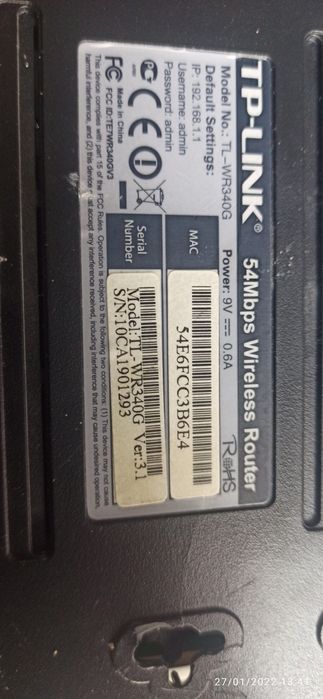 TP-LINK® 54Mbps Wireless Router
Model No.: TL-WR340G Power: 9V ⎓ 0.6A
Default Settings:
IP: 192.168.1.1
Username: admin
Password: admin
RoHS
MAC
54E6FCC3B6E4
PCT CE
Made in China
FC FCC ID:TE7WR340GV3
Serial
Number
Model:TL-WR340G Ver:3.1
S/N:10CA1901293
This device complies with part 15 of the FCC Rules. Operation is subject to the following two conditions: (1) This device may not cause
harmful interference, and (2) this device must accept any interference received, including interference that may cause undesired operation.
27/01/2022 13:41